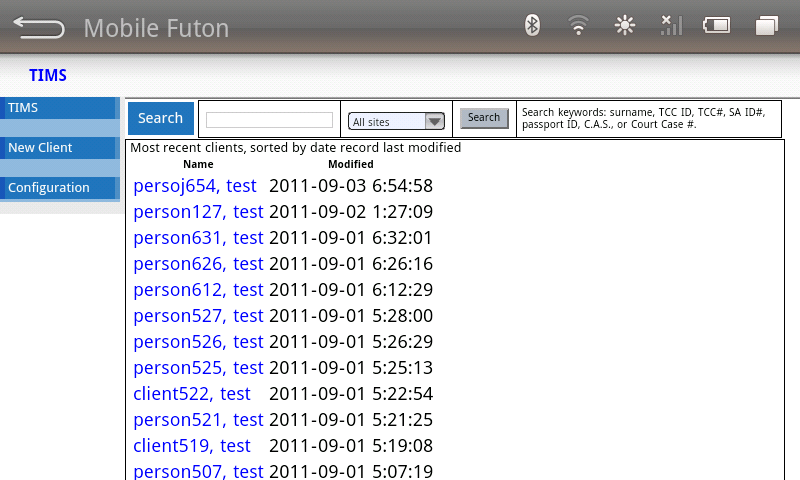 Mobile Futon
TIMS
TIMS
New Client
Configuration
Search
All sites
Search
Search keywords: surname, TCC ID, TCC#, SA ID#,
passport ID, C.A.S., or Court Case #.
Most recent clients, sorted by date record last modified
Name Modified
persoj654, test 2011-09-03 6:54:58
person127, test 2011-09-02 1:27:09
person631, test 2011-09-01 6:32:01
person626, test 2011-09-01 6:26:16
person612, test 2011-09-01 6:12:29
person527, test 2011-09-01 5:28:00
person526, test 2011-09-01 5:26:29
person525, test 2011-09-01 5:25:13
client522, test 2011-09-01 5:22:54
person521, test 2011-09-01 5:21:25
client519, test 2011-09-01 5:19:08
person507, test 2011-09-01 5:07:19